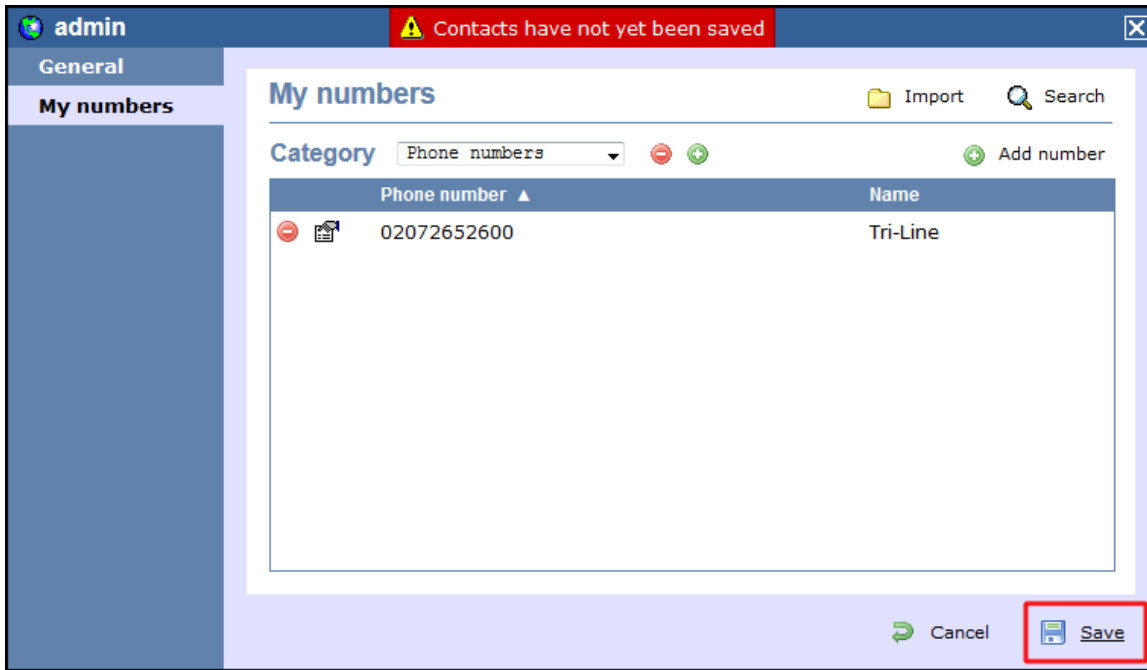 admin
Contacts have not yet been saved
General
My numbers
My numbers
Import
Search
Category
Phone numbers
Add number
Phone number ▲
Name
02072652600
Tri-Line
Cancel
Save